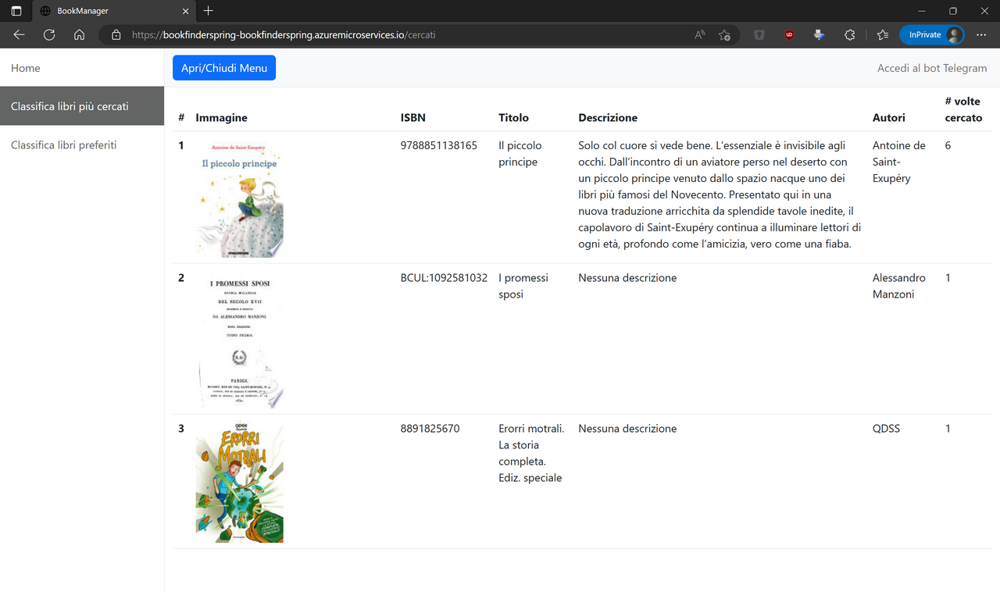 BookManager
https://bookfinderspring-bookfinderspring.azuremicroservices.io/cercati
InPrivate
Home
Classifica libri più cercati
Classifica libri preferiti
Apri/Chiudi Menu
Accedi al bot Telegram
# Immagine ISBN Titolo Descrizione Autori # volte
cercato
1
Antoine de Saint-Exupéry
Il piccolo principe
9788851138165
Il piccolo
principe
Solo col cuore si vede bene. L’essenziale è invisibile agli
occhi. Dall’incontro di un aviatore perso nel deserto con
un piccolo principe venuto dallo spazio nacque uno dei
libri più famosi del Novecento. Presentato qui in una
nuova traduzione arricchita da splendide tavole inedite, il
capolavoro di Saint-Exupéry continua a illuminare lettori di
ogni età, profondo come l’amicizia, vero come una fiaba.
Antoine de
Saint-
Exupéry
6
2
I PROMESSI SPOSI
STORIA MILANESE
DEL SECOLO XVII
DA ALESSANDRO MANZONI.
TOMO PRIMO.
PARIGI,
BCUL:1092581032
I promessi
sposi
Nessuna descrizione
Alessandro
Manzoni
1
3
QDSS
ERORRI
MOTRALI
8891825670
Erorri motrali.
La storia
completa.
Ediz. speciale
Nessuna descrizione
QDSS
1